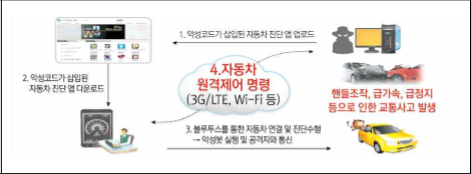 1. 악성코드가 삽입된 자동차 진단 앱 업로드
2. 악성코드가 삽입된
자동차 진단 앱 다운로드
4.자동차
원격제어 명령
(3G/LTE, Wi-Fi 등)
핸들조작, 급가속, 급정지
등으로 인한 교통사고 발생
3. 블루투스를 통한 자동차 연결 및 진단수행
→ 악성봇 실행 및 공격자와 통신